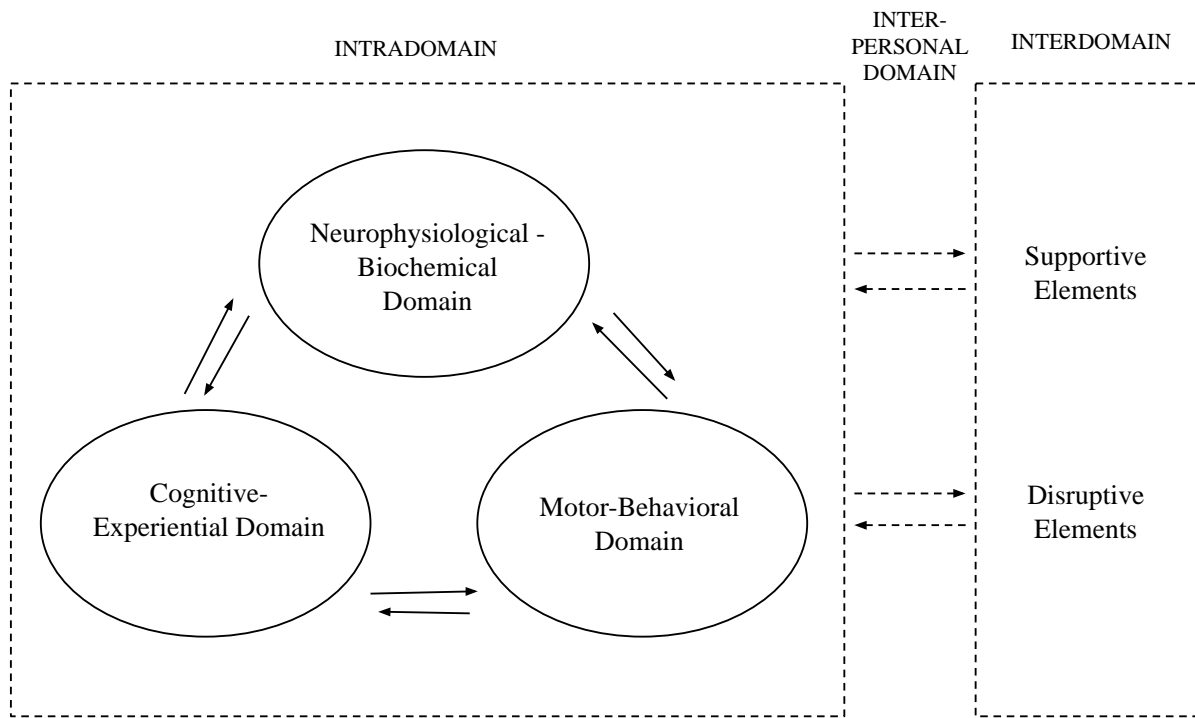 INTRADOMAIN
INTER-
PERSONAL
DOMAIN
INTERDOMAIN
Neurophysiological -
Biochemical
Domain
Supportive
Elements
Cognitive-
Experiential Domain
Motor-Behavioral
Domain
Disruptive
Elements